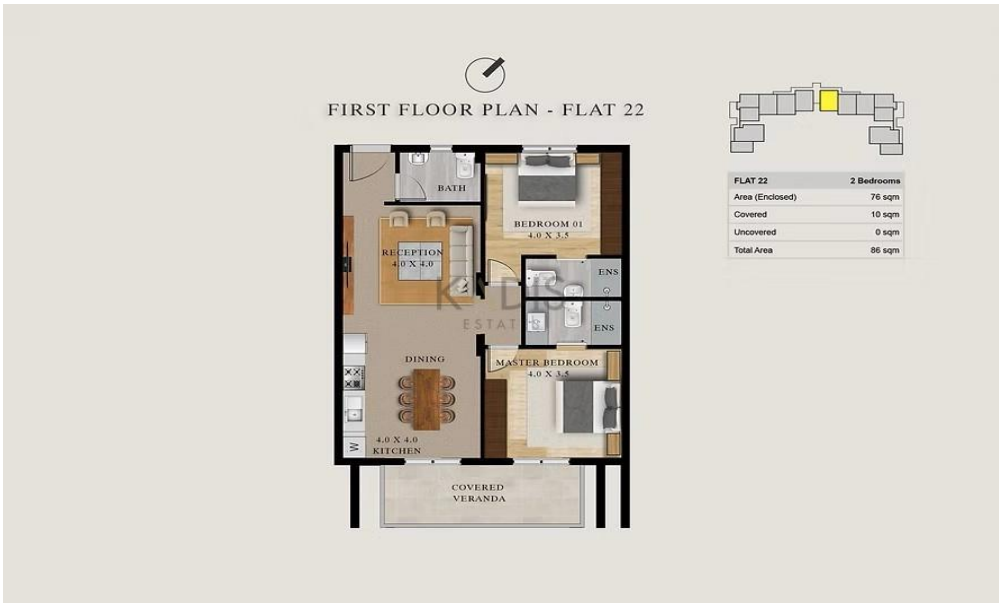 FIRST FLOOR PLAN - FLAT 22
FLAT 22 2 Bedrooms
Area (Enclosed) 76 sqm
Covered 10 sqm
Uncovered 0 sqm
Total Area 86 sqm
BATH
BEDROOM 01
4.0 X 3.5
RECEPTION
4.0 X 4.0
ENS
ENS
DINING
MASTER BEDROOM
4.0 X 3.5
4.0 X 4.0
KITCHEN
W
COVERED
VERANDA
ESTATES